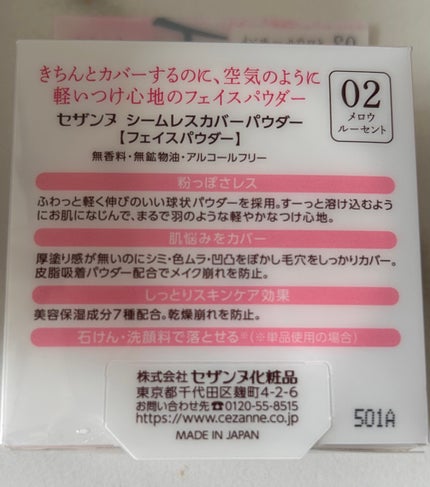 きちんとカバーするのに、空気のように
軽いつけ心地のフェイスパウダー
02
メロウ
ルーセント
セザンヌ シームレスカバーパウダー
【フェイスパウダー】
無香料・無鉱物油・アルコールフリー
粉っぽさレス
ふわっと軽く伸びのいい球状パウダーを採用。すーっと溶け込むよう
にお肌になじんで、まるで羽のような軽やかなつけ心地。
肌悩みをカバー
厚塗り感が無いのにシミ・色ムラ・凹凸をぼかし毛穴をしっかりカバー。
皮脂吸着パウダー配合でメイク崩れを防止。
しっとりスキンケア効果
美容保湿成分7種配合。乾燥崩れを防止。
石けん・洗顔料で落とせる※(※単品使用の場合)
株式会社 セザンヌ化粧品
東京都千代田区麹町4-2-6
お問い合わせ先☎0120-55-8515
https://www.cezanne.co.jp
MADE IN JAPAN
501A